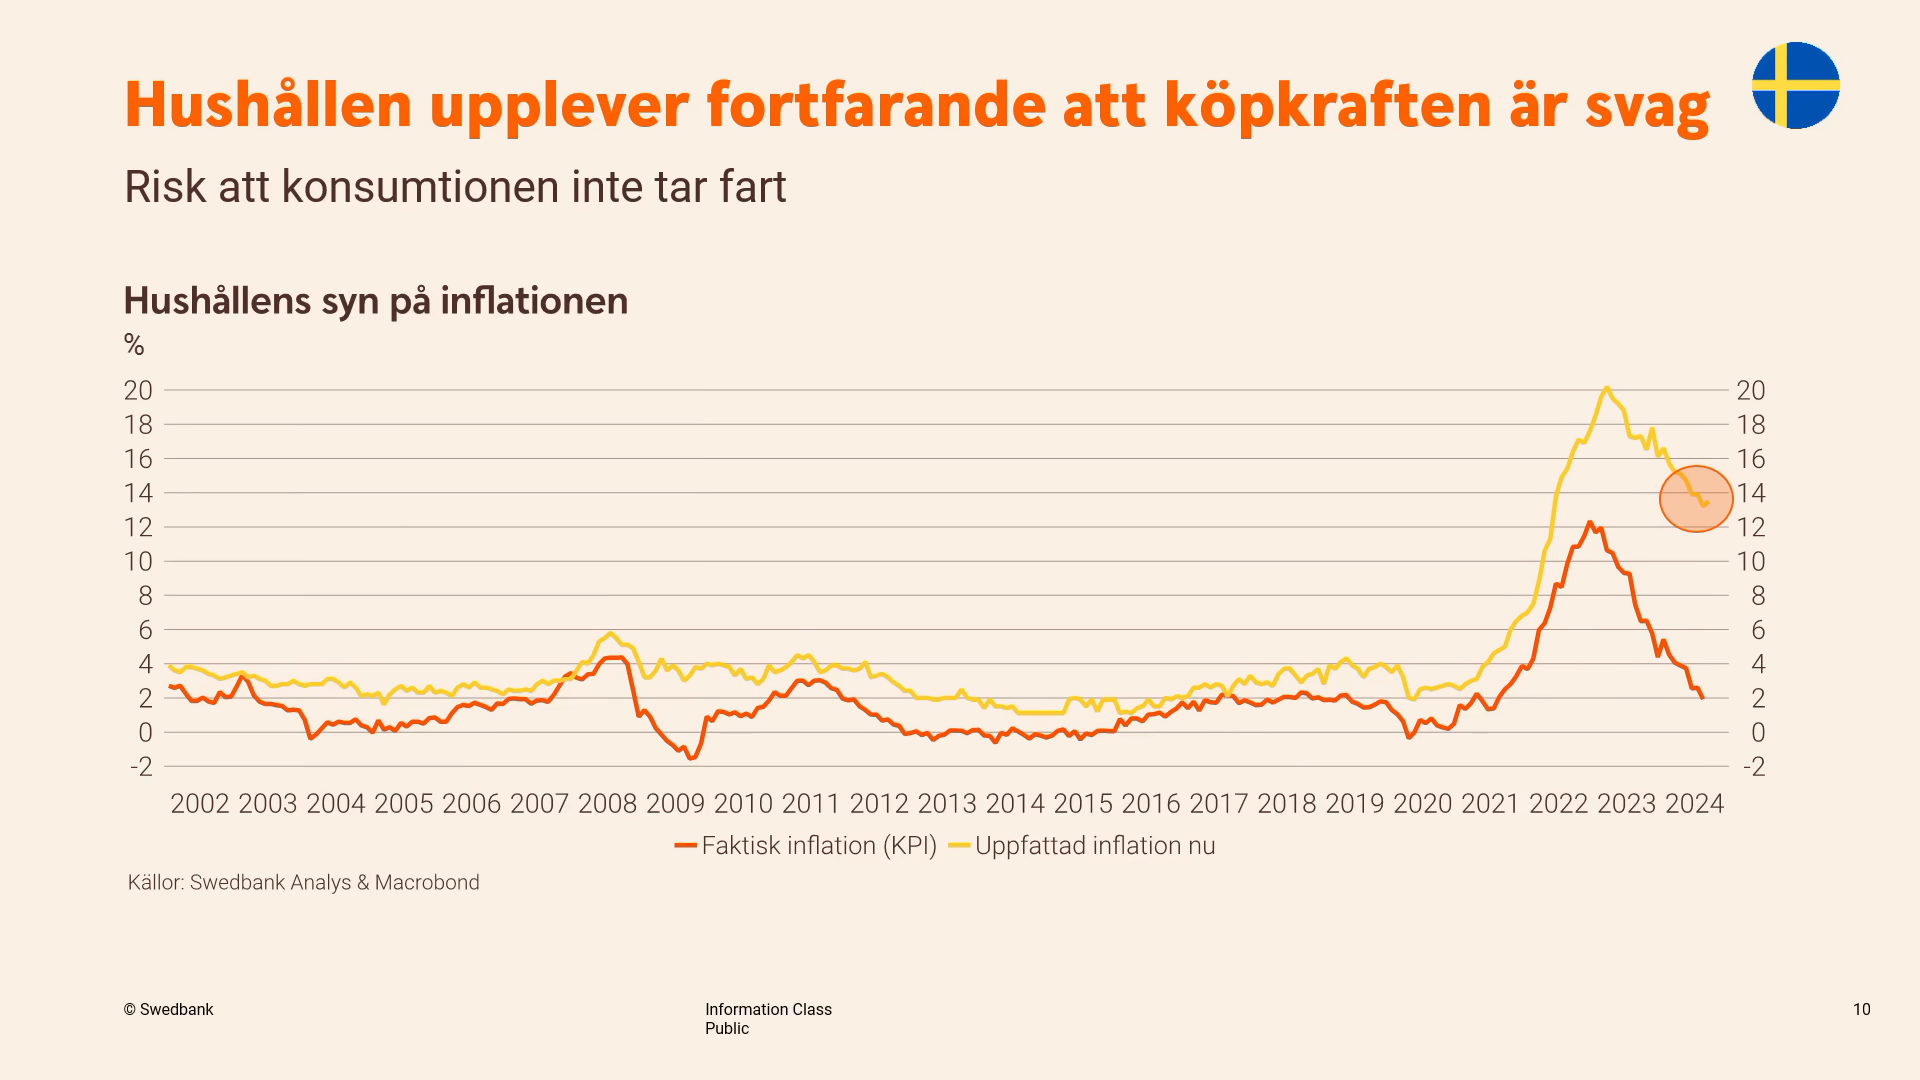 Hushållen upplever fortfarande att köpkraften är svag
Risk att konsumtionen inte tar fart
Hushållens syn på inflationen
%
20 20
18 18
16 16
14 14
12 12
10 10
8 8
6 6
4 4
2 2
0 0
-2 -2
2002 2003 2004 2005 2006 2007 2008 2009 2010 2011 2012 2013 2014 2015 2016 2017 2018 2019 2020 2021 2022 2023 2024
Faktisk inflation (KPI) Uppfattad inflation nu
Källor: Swedbank Analys & Macrobond
© Swedbank
Information Class
Public
10